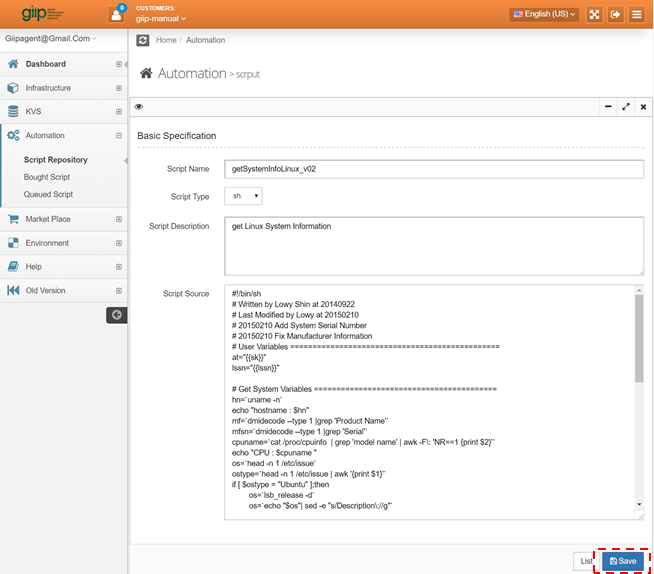 giip
2
CUSTOMERS:
giip-manual
English (US)
Giipagent@Gmail.Com
Home / Automation
Dashboard
Infrastructure
KVS
Automation
Script Repository
Bought Script
Queued Script
Market Place
Environment
Help
Old Version
Automation > scrput
Basic Specification
Script Name
getSystemInfoLinux_v02
Script Type
sh
Script Description
get Linux System Information
Script Source
#!/bin/sh
# Written by Lowy Shin at 20140922
# Last Modified by Lowy at 20150210
# 20150210 Add System Serial Number
# 20150210 Fix Manufacturer Information
# User Variables ===============================================
at="{{sk}}"
lssn="{{lssn}}"
# Get System Variables =========================================
hn=`uname -n`
echo "hostname : $hn"
mf=`dmidecode --type 1 |grep 'Product Name'`
mfsn=`dmidecode --type 1 |grep 'Serial'`
cpuname=`cat /proc/cpuinfo | grep 'model name' | awk -F\: 'NR==1 {print $2}'`
echo "CPU : $cpuname "
os=`head -n 1 /etc/issue`
ostype=`head -n 1 /etc/issue | awk '{print $1}'`
if [ $ostype = "Ubuntu" ];then
os=`lsb_release -d`
os=`echo "$os"| sed -e "s/Description\://g"`
List
Save